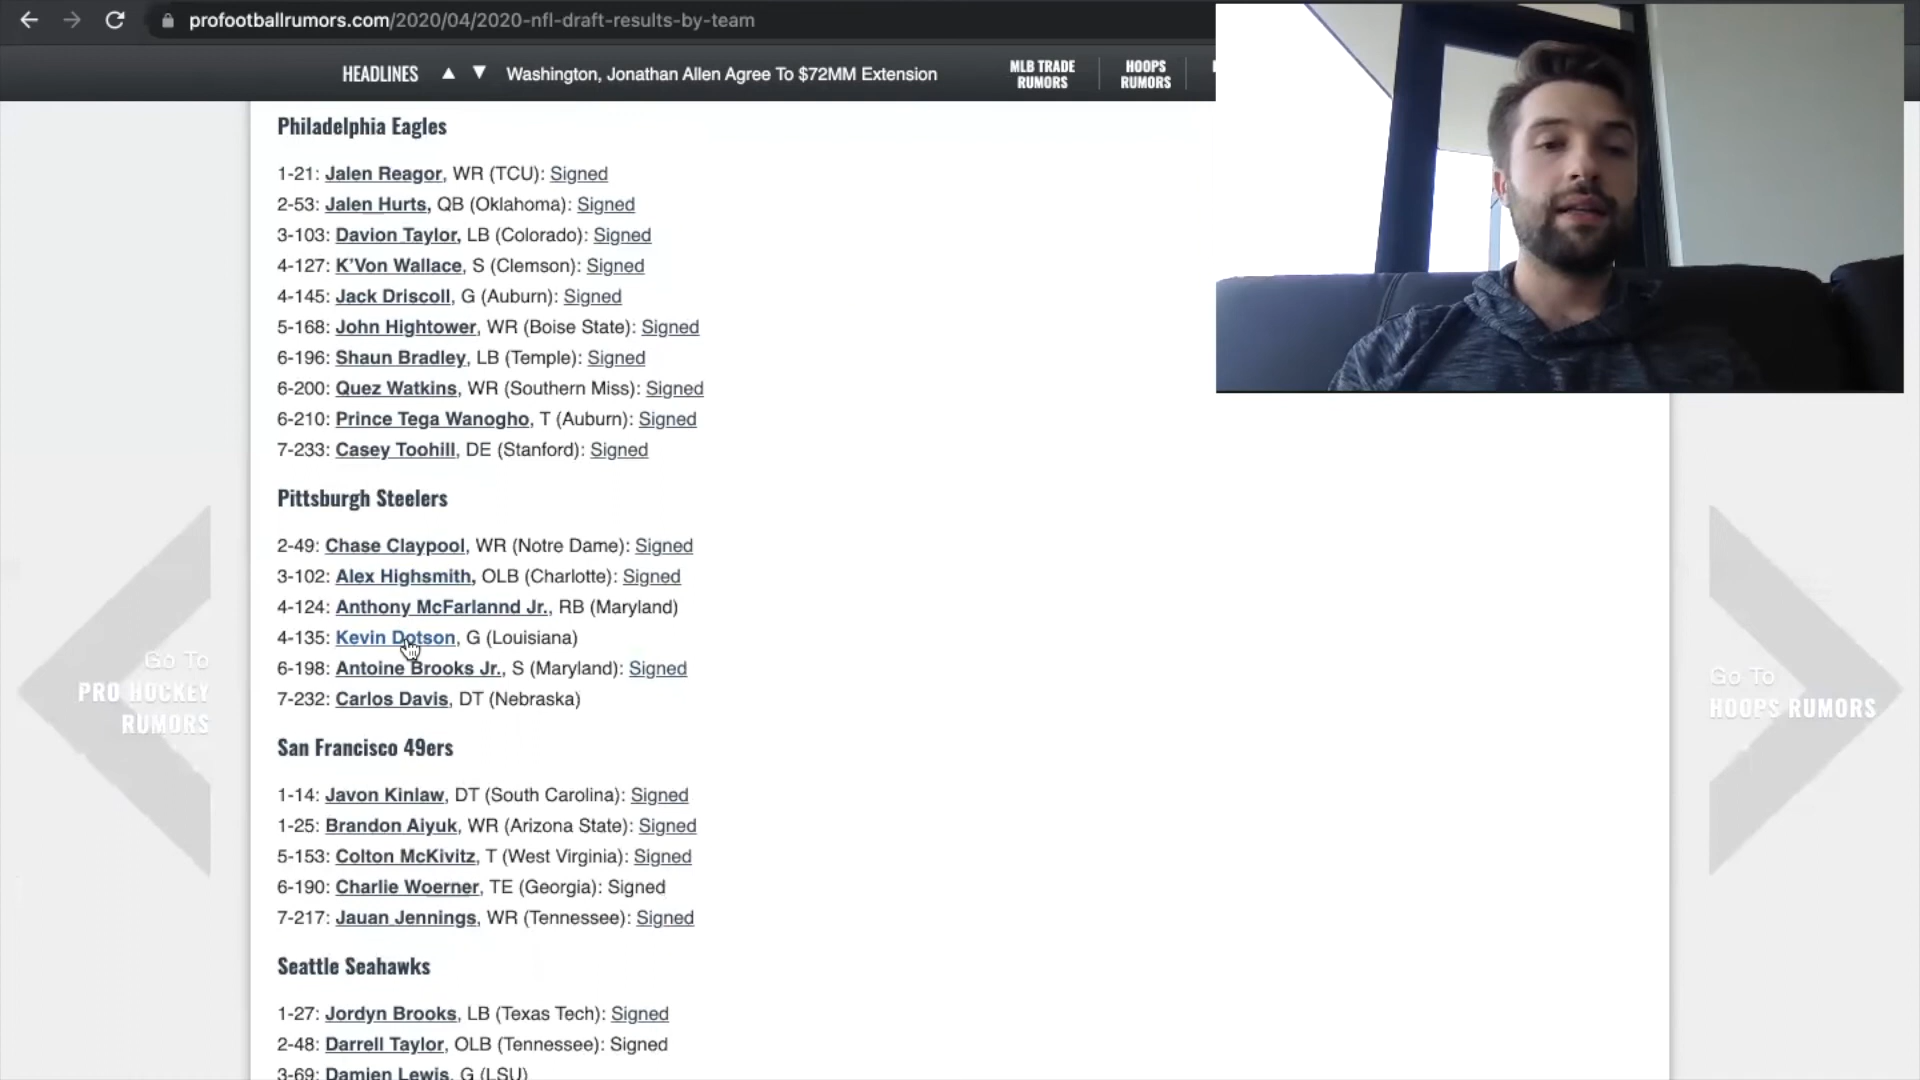 profootballrumors.com/2020/04/2020-nfl-draft-results-by-team
HEADLINES ▲ ▼ Washington, Jonathan Allen Agree To $72MM Extension
MLB TRADE
RUMORS
HOOPS
RUMORS
Philadelphia Eagles
1-21: Jalen Reagor, WR (TCU): Signed
2-53: Jalen Hurts, QB (Oklahoma): Signed
3-103: Davion Taylor, LB (Colorado): Signed
4-127: K’Von Wallace, S (Clemson): Signed
4-145: Jack Driscoll, G (Auburn): Signed
5-168: John Hightower, WR (Boise State): Signed
6-196: Shaun Bradley, LB (Temple): Signed
6-200: Quez Watkins, WR (Southern Miss): Signed
6-210: Prince Tega Wanogho, T (Auburn): Signed
7-233: Casey Toohill, DE (Stanford): Signed
Pittsburgh Steelers
2-49: Chase Claypool, WR (Notre Dame): Signed
3-102: Alex Highsmith, OLB (Charlotte): Signed
4-124: Anthony McFarlannd Jr., RB (Maryland)
4-135: Kevin Dotson, G (Louisiana)
6-198: Antoine Brooks Jr., S (Maryland): Signed
7-232: Carlos Davis, DT (Nebraska)
San Francisco 49ers
1-14: Javon Kinlaw, DT (South Carolina): Signed
1-25: Brandon Aiyuk, WR (Arizona State): Signed
5-153: Colton McKivitz, T (West Virginia): Signed
6-190: Charlie Woerner, TE (Georgia): Signed
7-217: Jauan Jennings, WR (Tennessee): Signed
Seattle Seahawks
1-27: Jordyn Brooks, LB (Texas Tech): Signed
2-48: Darrell Taylor, OLB (Tennessee): Signed
3-69: Damien Lewis, G (LSU)
Go To
PRO HOCKEY
RUMORS
Go To
HOOPS RUMORS